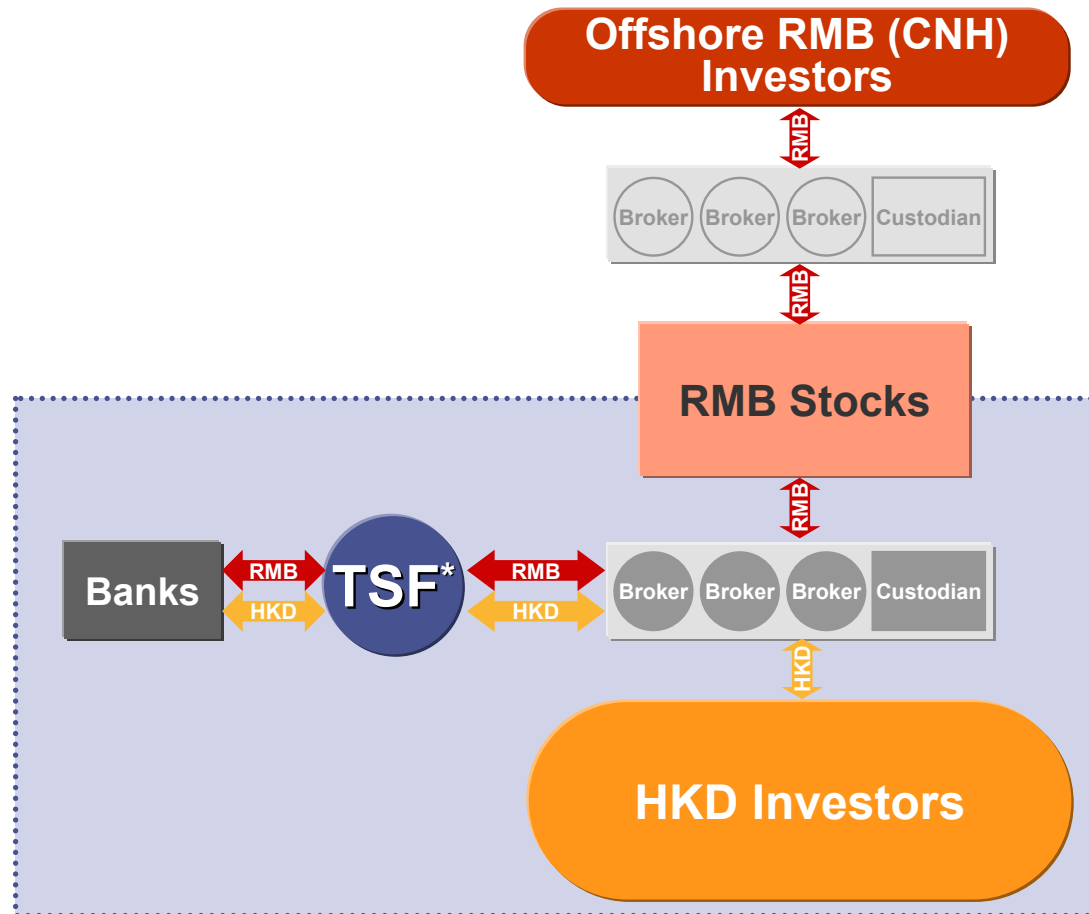 Offshore RMB (CNH)
Investors
RMB
Broker Broker Broker Custodian
RMB
RMB Stocks
RMB
Banks RMB TSF* RMB Broker Broker Broker Custodian
HKD HKD
HKD
HKD Investors